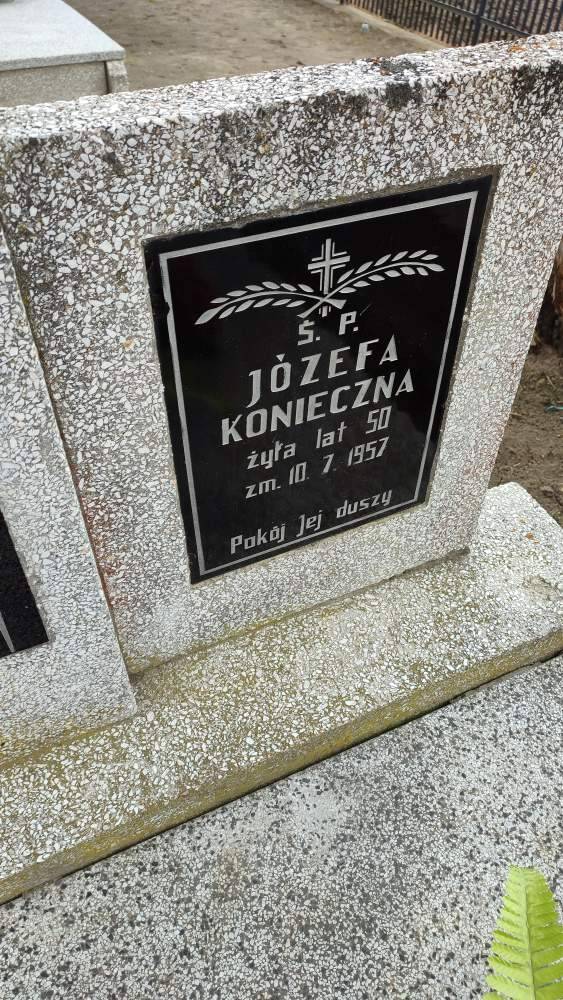 Ś. P.
JÓZEFA
KONIECZNA
żyła lat 50
zm. 10. 7. 1957
Pokój Jej duszy